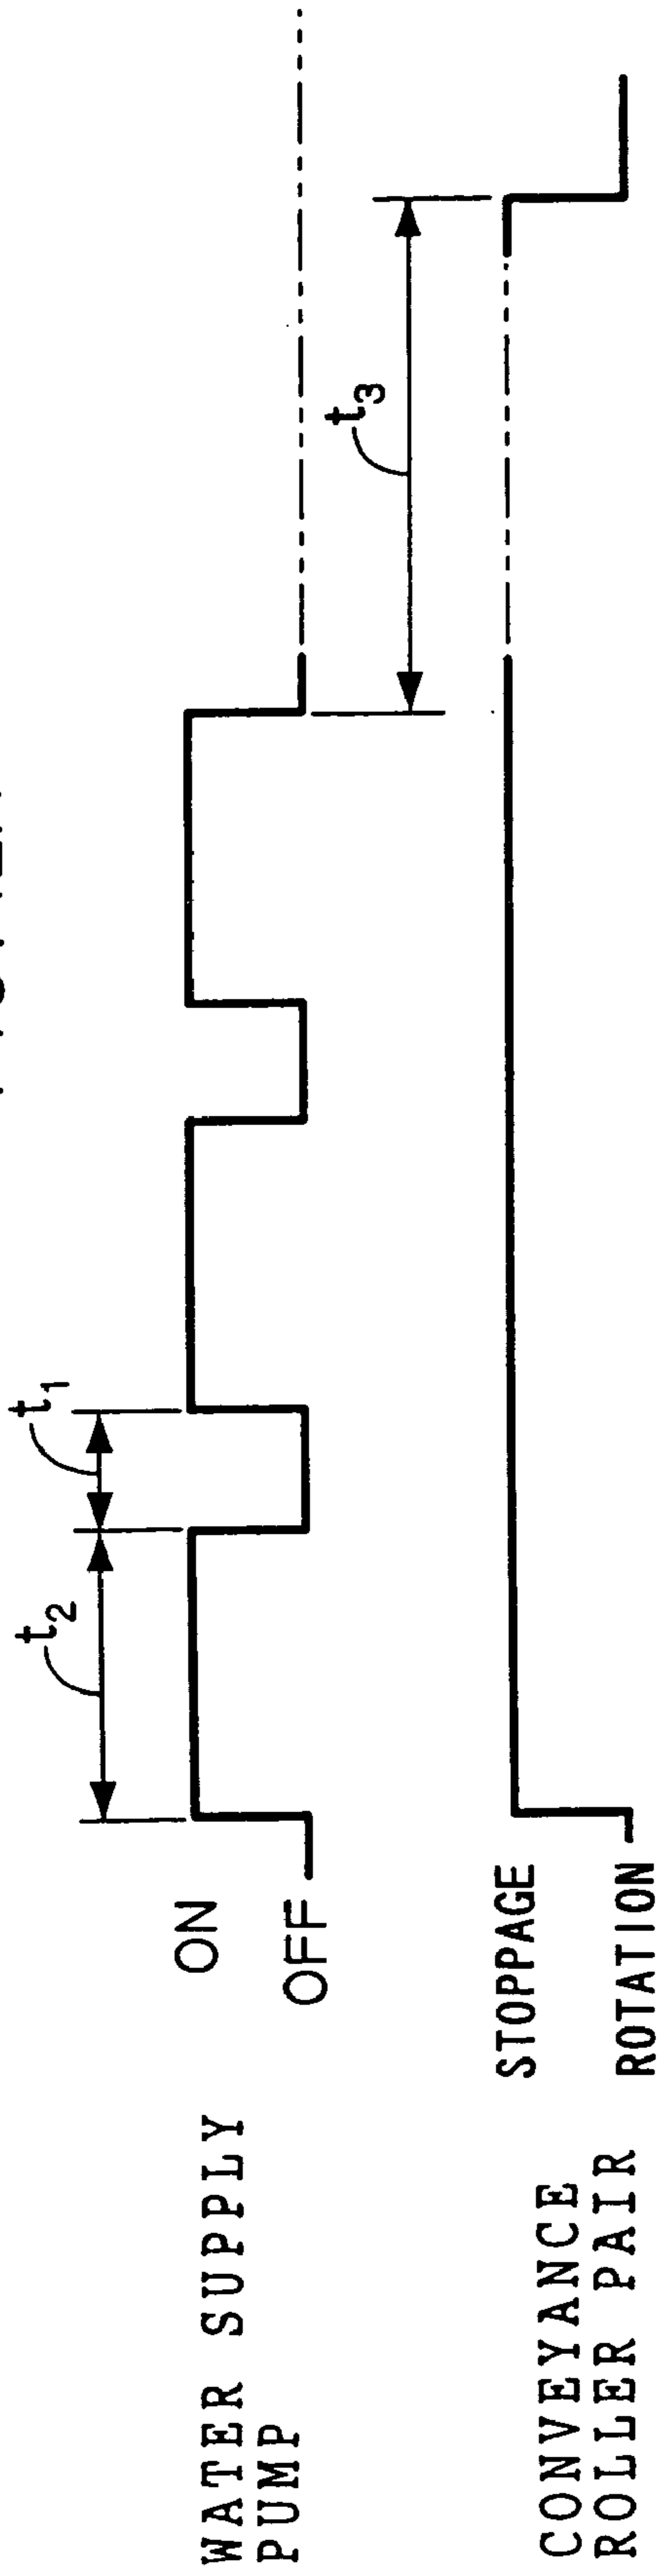 t₂
t₁
t₃
WATER SUPPLY
PUMP
ON
OFF
CONVEYANCE
ROLLER PAIR
STOPPAGE
ROTATION